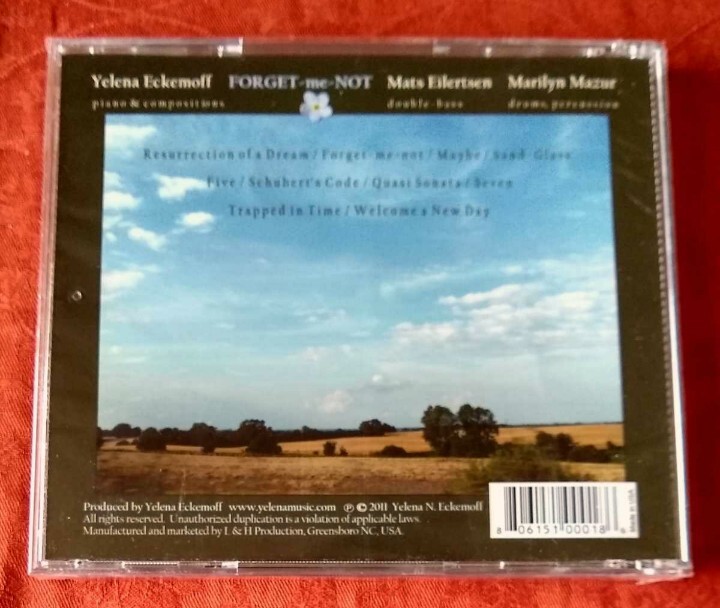 Yelena Eckemoff FORGET-me-NOT Mats Eilertsen Marilyn Mazur
piano & compositions double-bass drums, percussion
Resurrection of a Dream / Forget-me-not / Maybe / Sand-Glass
Five / Schubert's Code / Quasi Sonata / Seven
Trapped in Time / Welcome a New Day
Produced by Yelena Eckemoff www.yelenamusic.com ℗ © 2011 Yelena N. Eckemoff
All rights reserved. Unauthorized duplication is a violation of applicable laws.
Manufactured and marketed by L & H Production, Greensboro NC, USA.
8 06151 00018
Made in USA